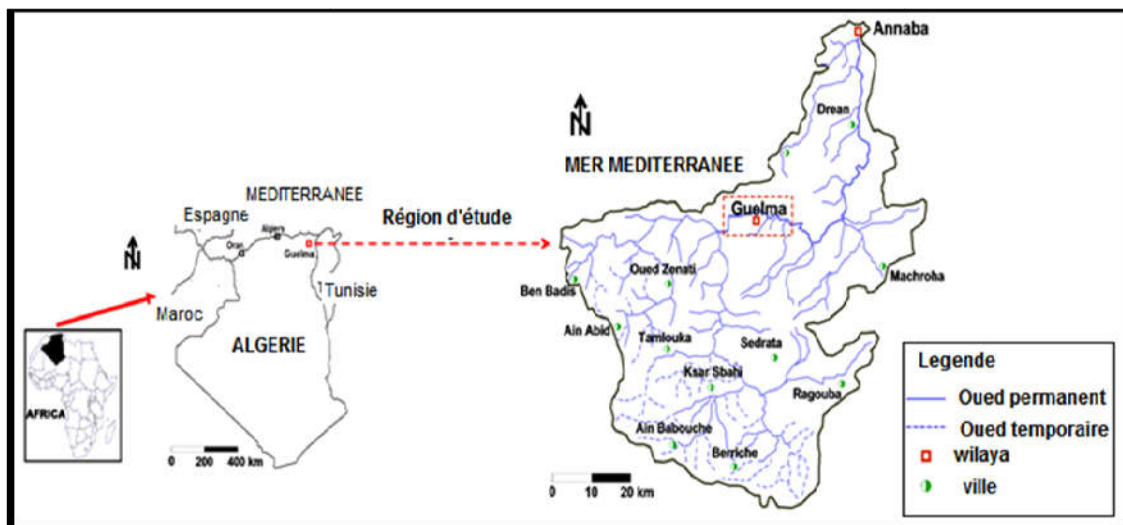 AFRICA
N
MEDITERRANEE
Espagne
Algiers
Oran
Guelma
Maroc
Tunisie
ALGERIE
0 200 400 km
Région d'étude
N
MER MEDITERRANEE
Annaba
Drean
Guelma
Oued Zenati
Ben Badis
Machroha
Ain Abid
Tamlouka
Sedrata
Ksar Sbahi
Ragouba
Ain Babouche
Berriche
0 10 20 km
Legende
Oued permanent
Oued temporaire
wilaya
ville